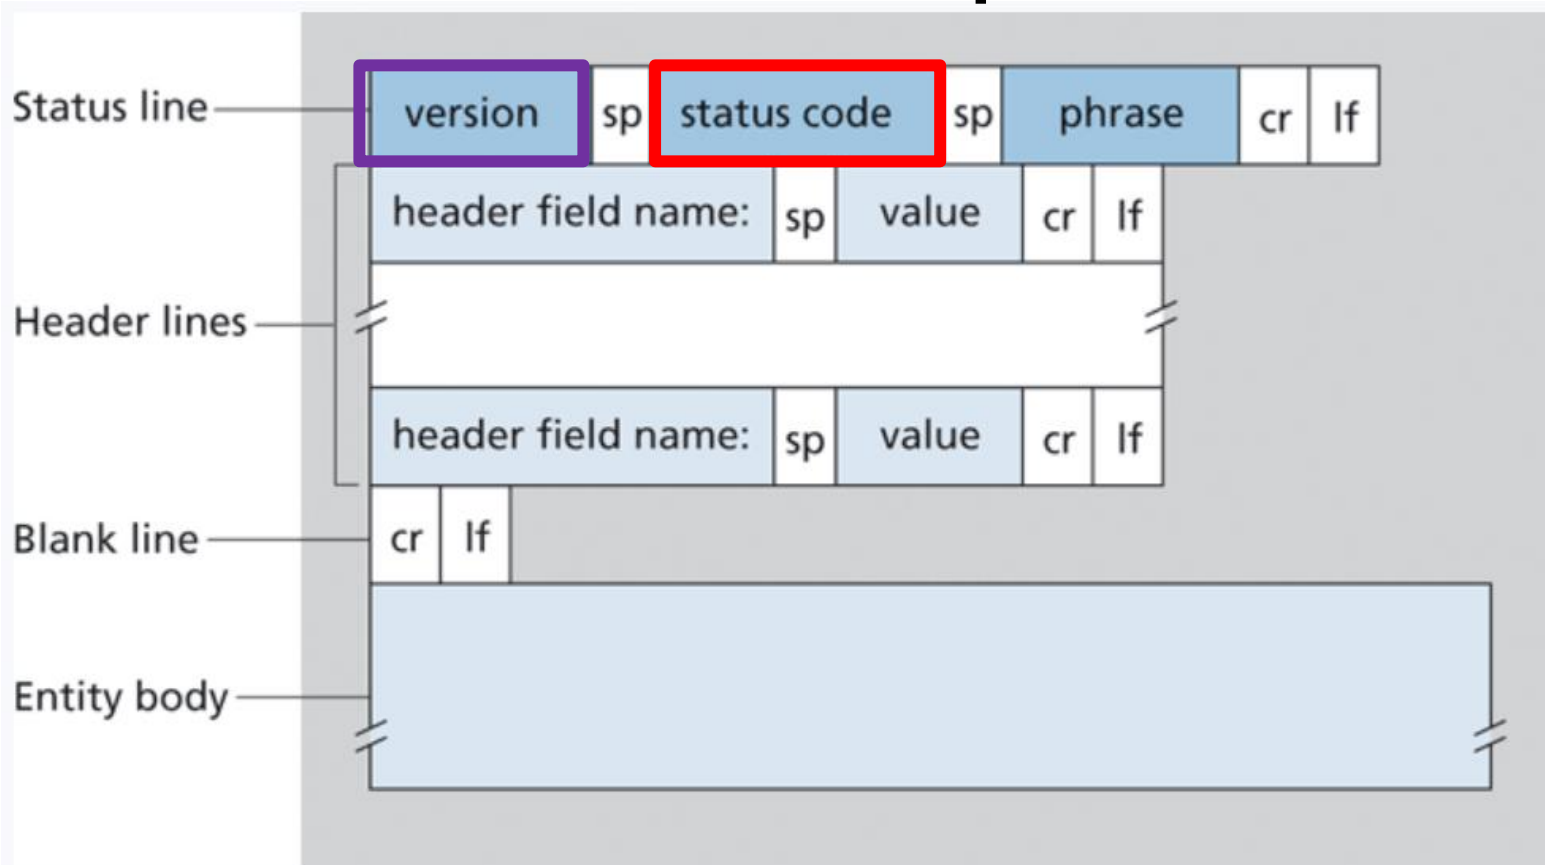 Status line version sp status code sp phrase cr lf
header field name: sp value cr lf
Header lines
header field name: sp value cr lf
Blank line cr lf
Entity body